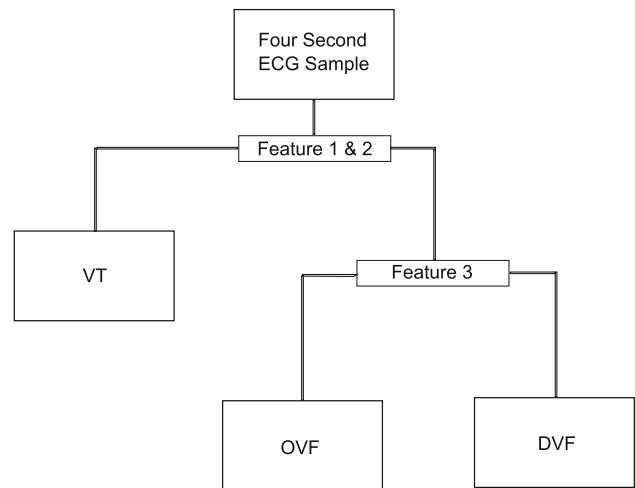 Four Second
ECG Sample
Feature 1 & 2
VT
Feature 3
OVF
DVF